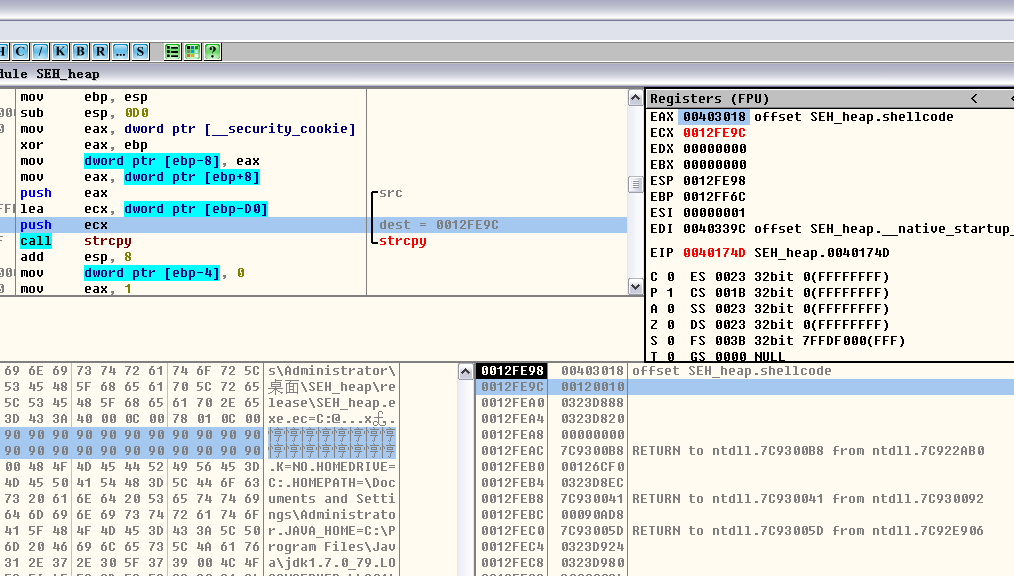 C / K B R ... S ?
dule SEH_heap
mov ebp, esp
sub esp, 0D0
mov eax, dword ptr [__security_cookie]
xor eax, ebp
mov dword ptr [ebp-8], eax
mov eax, dword ptr [ebp+8]
push eax
lea ecx, dword ptr [ebp-D0]
push ecx
call strcpy
add esp, 8
mov dword ptr [ebp-4], 0
mov eax, 1
src
dest = 0012FE9C
strcpy
Registers (FPU) < <
EAX 00403018 offset SEH_heap.shellcode
ECX 0012FE9C
EDX 00000000
EBX 00000000
ESP 0012FE98
EBP 0012FF6C
ESI 00000001
EDI 0040339C offset SEH_heap.__native_startup_
EIP 0040174D SEH_heap.0040174D
C 0 ES 0023 32bit 0(FFFFFFFF)
P 1 CS 001B 32bit 0(FFFFFFFF)
A 0 SS 0023 32bit 0(FFFFFFFF)
Z 0 DS 0023 32bit 0(FFFFFFFF)
S 0 FS 003B 32bit 7FFDF000(FFF)
T 0 GS 0000 NULL
69 6E 69 73 74 72 61 74 6F 72 5C s\Administrator\
53 45 48 5F 68 65 61 70 5C 72 65 桌面\SEH_heap\re
5C 53 45 48 5F 68 65 61 70 2E 65 lease\SEH_heap.e
3D 43 3A 40 00 0C 00 78 01 0C 00 xe.ec=C:@...x
90 90 90 90 90 90 90 90 90 90 90
90 90 90 90 90 90 90 90 90 90 90
00 48 4F 4D 45 44 52 49 56 45 3D .K=NO.HOMEDRIVE=
4D 45 50 41 54 48 3D 5C 44 6F 63 C:.HOMEPATH=\Doc
73 20 61 6E 64 20 53 65 74 74 69 uments and Setti
64 6D 69 6E 69 73 74 72 61 74 6F ngs\Administrato
41 5F 48 4F 4D 45 3D 43 3A 5C 50 r.JAVA_HOME=C:\P
6D 20 46 69 6C 65 73 5C 4A 61 76 rogram Files\Jav
31 2E 37 2E 30 5F 37 39 00 4C 4F a\jdk1.7.0_79.LO
0012FE98 00403018 offset SEH_heap.shellcode
0012FE9C 00120010
0012FEA0 0323D888
0012FEA4 0323D820
0012FEA8 00000000
0012FEAC 7C9300B8 RETURN to ntdll.7C9300B8 from ntdll.7C922AB0
0012FEB0 00126CF0
0012FEB4 0323D8EC
0012FEB8 7C930041 RETURN to ntdll.7C930041 from ntdll.7C930092
0012FEBC 00090AD8
0012FEC0 7C93005D RETURN to ntdll.7C93005D from ntdll.7C92E906
0012FEC4 0323D924
0012FEC8 0323D980